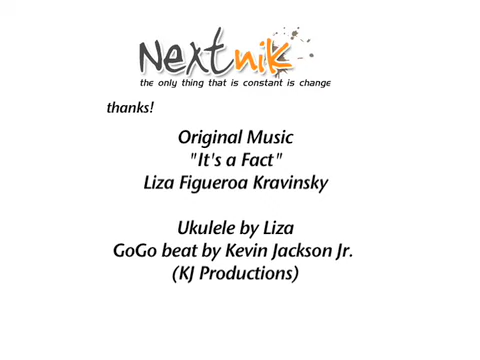 Nextnik
the only thing that is constant is change
thanks!
Original Music
"It's a Fact"
Liza Figueroa Kravinsky
Ukulele by Liza
GoGo beat by Kevin Jackson Jr.
(KJ Productions)